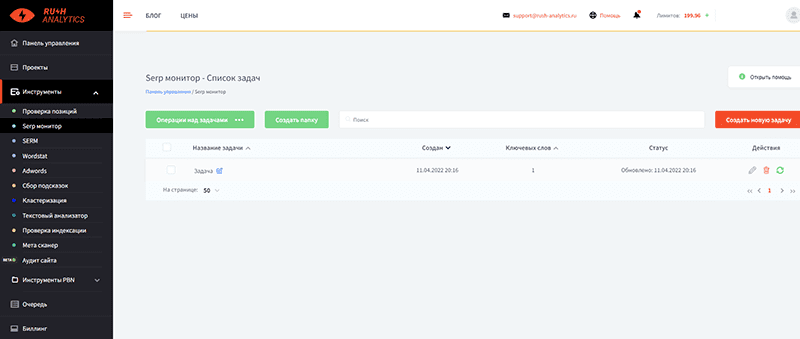 RUSH
ANALYTICS
БЛОГ
ЦЕНЫ
support@rush-analytics.ru
Помощь
Лимитов: 199.96 +
Панель управления
Проекты
Инструменты
Проверка позиций
Serp монитор
SERM
Wordstat
Adwords
Сбор подсказок
Кластеризация
Текстовый анализатор
Проверка индексации
Мета сканер
BETA
Аудит сайта
Инструменты PBN
Очередь
Биллинг
Serp монитор - Список задач
Панель управления / Serp монитор
Открыть помощь
Операции над задачами •••
Создать папку
Поиск
Создать новую задачу
Название задачи
Создан
Ключевых слов
Статус
Действия
Задача
11.04.2022 20:16
1
Обновлено: 11.04.2022 20:16
На странице: 50
‹‹ ‹ 1 › ››